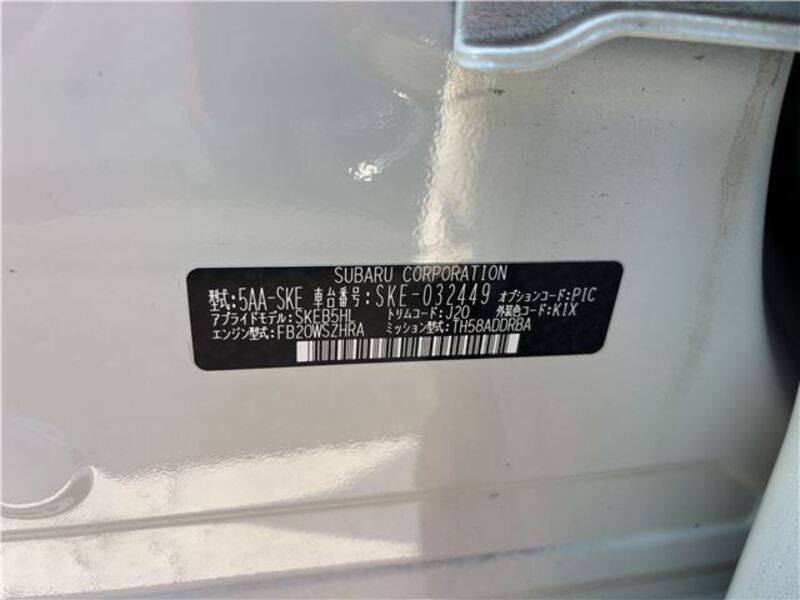 SUBARU CORPORATION
型式:5AA-SKE 車台番号:SKE-032449 オプションコード:PIC
アプライドモデル:SKEB5HL トリムコード:J20 外装色コード:K1X
エンジン型式:FB20WSZHRA ミッション型式:TH58ADDRBA